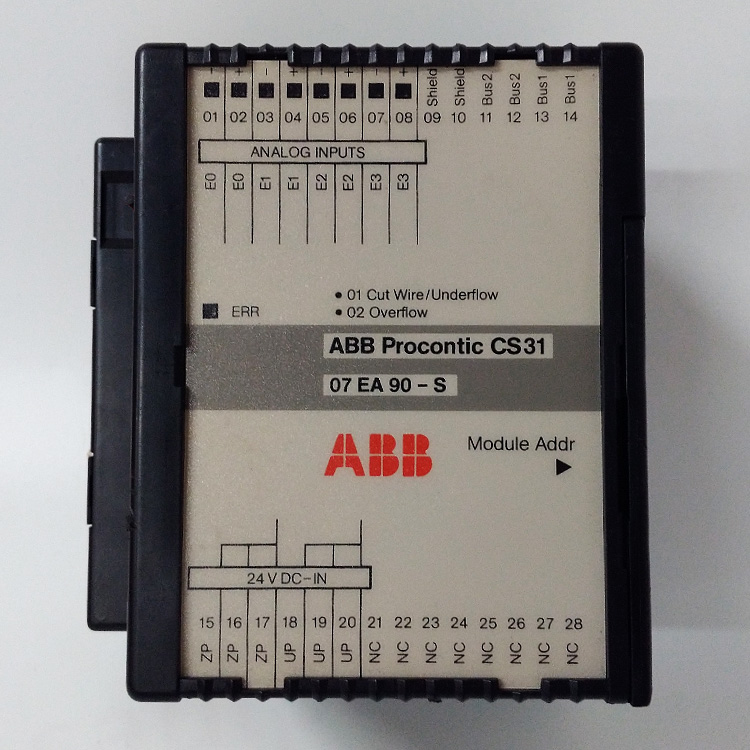 - + - + - + - +
01 02 03 04 05 06 07 08 09 10 11 12 13 14
Shield Shield Bus2 Bus2 Bus1 Bus1
ANALOG INPUTS
E0 E0 E1 E1 E2 E2 E3 E3
• 01 Cut Wire/Underflow
ERR • 02 Overflow
ABB Procontic CS31
07 EA 90 - S
ABB
Module Addr
24 V DC-IN
15 16 17 18 19 20 21 22 23 24 25 26 27 28
ZP ZP ZP UP UP UP NC NC NC NC NC NC NC NC